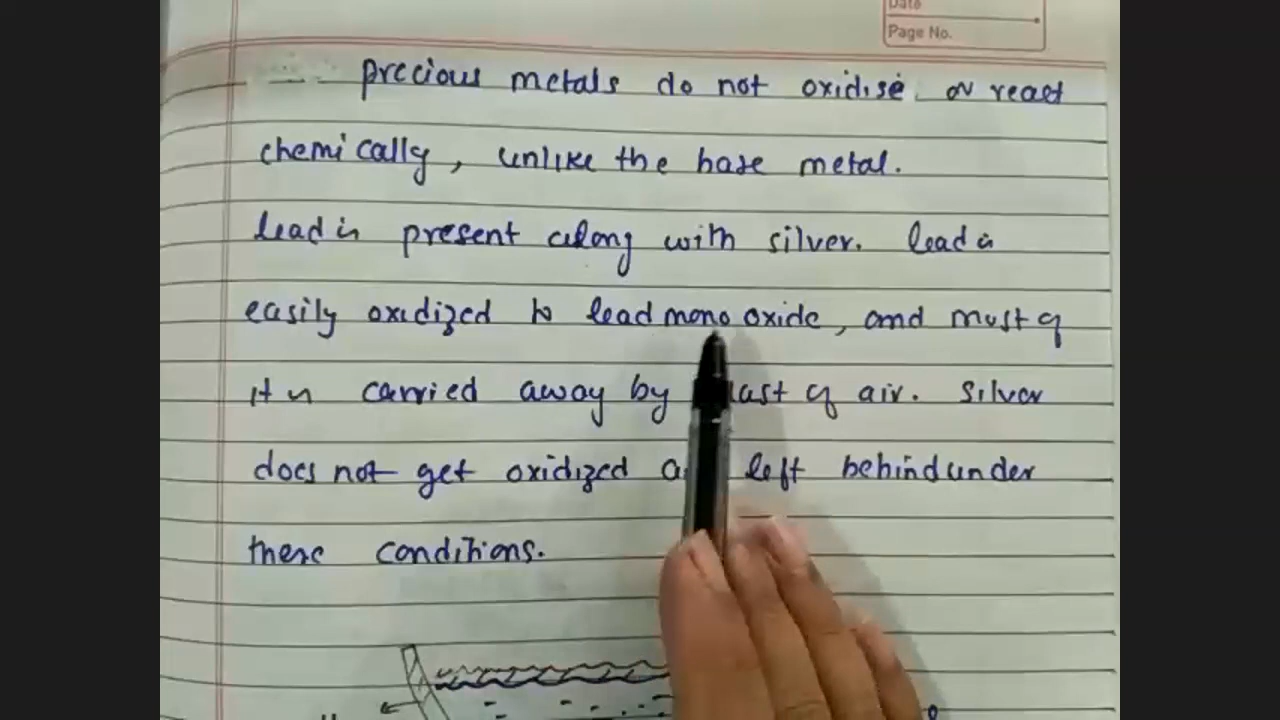 Date
Page No.
precious metals do not oxidise or react
chemically, unlike the base metal.
lead is present along with silver. lead is
easily oxidized to lead mono oxide, and most of
it is carried away by last of air. Silver
does not get oxidized left behind under
these conditions.